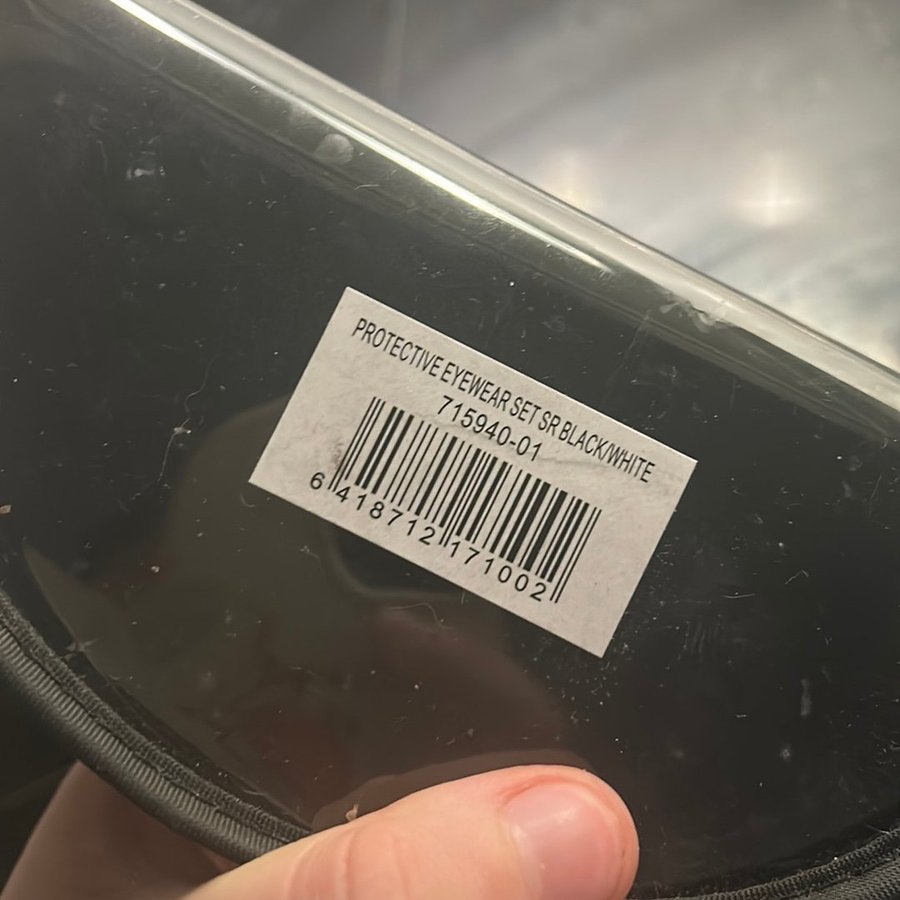 PROTECTIVE EYEWEAR SET SR BLACK/WHITE
715940-01
6 418712 171002